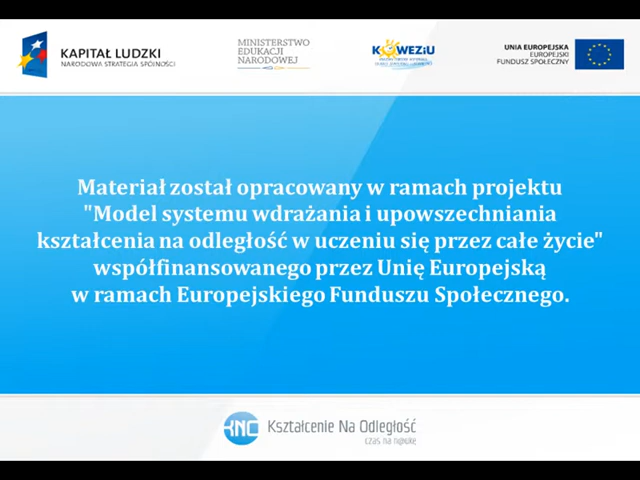 KAPITAŁ LUDZKI
NARODOWA STRATEGIA SPÓJNOŚCI
MINISTERSTWO
EDUKACJI
NARODOWEJ
KOWEZiU
UNIA EUROPEJSKA
EUROPEJSKI
FUNDUSZ SPOŁECZNY
Materiał został opracowany w ramach projektu
"Model systemu wdrażania i upowszechniania
kształcenia na odległość w uczeniu się przez całe życie"
współfinansowanego przez Unię Europejską
w ramach Europejskiego Funduszu Społecznego.
KNO
Kształcenie Na Odległość
czas na naukę